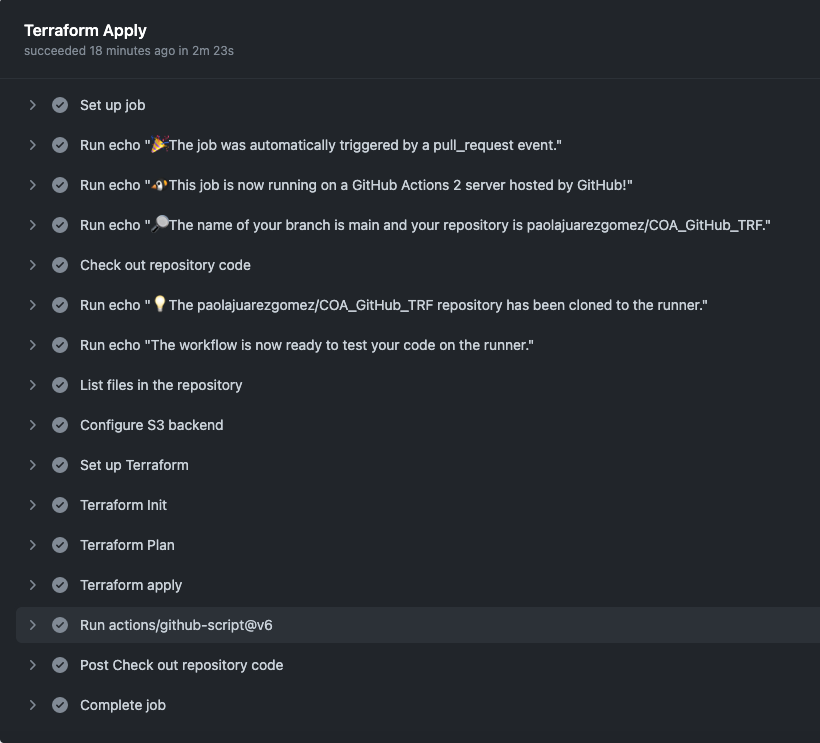 Terraform Apply
succeeded 18 minutes ago in 2m 23s
Set up job
Run echo "🎉The job was automatically triggered by a pull_request event."
Run echo "🐧This job is now running on a GitHub Actions 2 server hosted by GitHub!"
Run echo "🔎The name of your branch is main and your repository is paolajuarezgomez/COA_GitHub_TRF."
Check out repository code
Run echo "💡The paolajuarezgomez/COA_GitHub_TRF repository has been cloned to the runner."
Run echo "The workflow is now ready to test your code on the runner."
List files in the repository
Configure S3 backend
Set up Terraform
Terraform Init
Terraform Plan
Terraform apply
Run actions/github-script@v6
Post Check out repository code
Complete job